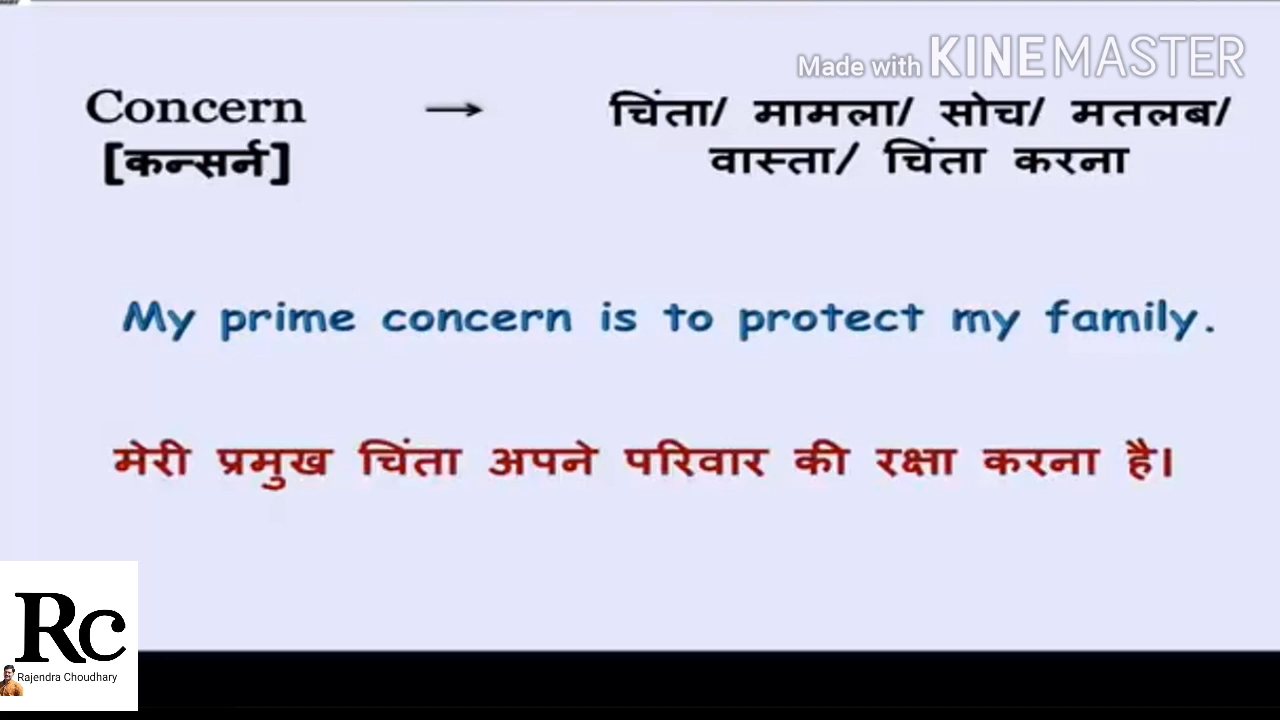 Made with KINEMASTER
Concern → चिंता/ मामला/ सोच/ मतलब/
[कन्सर्न] वास्ता/ चिंता करना
My prime concern is to protect my family.
मेरी प्रमुख चिंता अपने परिवार की रक्षा करना है।
Rc
Rajendra Choudhary